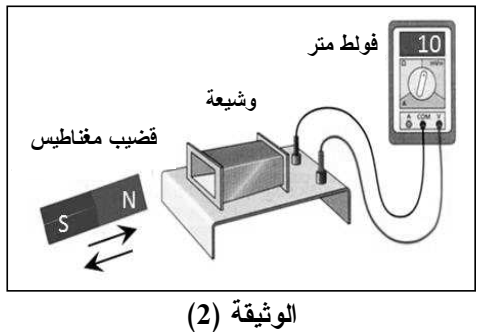 فولط متر
10
Ω
A COM V
وشيعة
قضيب مغناطيس
S N
الوثيقة (2)